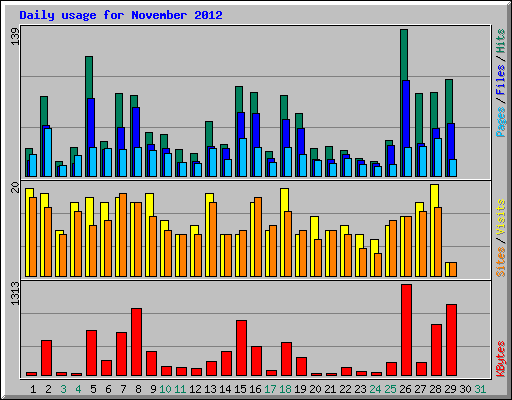 Daily usage for November 2012
139
Pages / Files / Hits
20
Sites / Visits
1313
KBytes
1 2 3 4 5 6 7 8 9 10 11 12 13 14 15 16 17 18 19 20 21 22 23 24 25 26 27 28 29 30 31